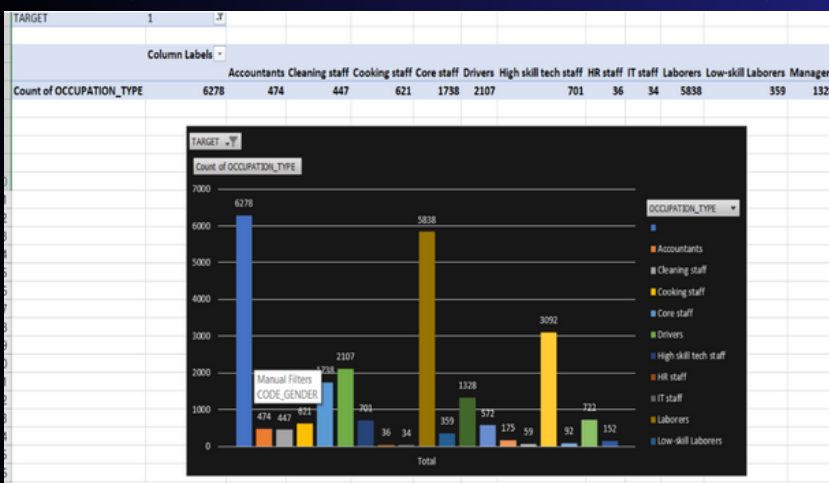 TARGET 1
Column Labels
Accountants Cleaning staff Cooking staff Core staff Drivers High skill tech staff HR staff IT staff Laborers Low-skill Laborers Manager
Count of OCCUPATION_TYPE 6278 474 447 621 1738 2107 701 36 34 5838 359 132
TARGET
Count of OCCUPATION_TYPE
7000
6278
6000
5838
5000
4000
3092
3000
2107
2000
1738
1328
Manual Filters
CODE_GENDER
1000
474 447 621 701 36 34 359 572 175 59 92 722 152
0
Total
OCCUPATION_TYPE
Accountants
Cleaning staff
Cooking staff
Core staff
Drivers
High skill tech staff
HR staff
IT staff
Laborers
Low-skill Laborers